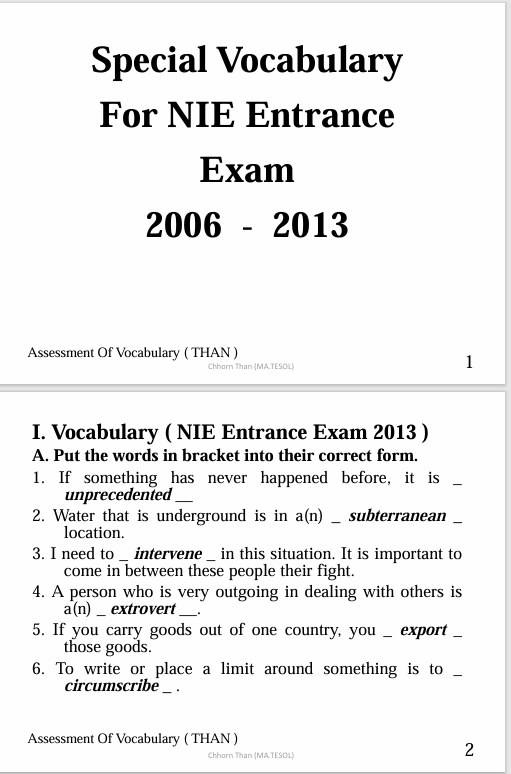 Special Vocabulary
For NIE Entrance
Exam
2006 - 2013
Assessment Of Vocabulary ( THAN )
Chhorn Than (MA.TESOL)
1
I. Vocabulary ( NIE Entrance Exam 2013 )
A. Put the words in bracket into their correct form.
1. If something has never happened before, it is _
unprecedented __
2. Water that is underground is in a(n) _ subterranean _
location.
3. I need to _ intervene _ in this situation. It is important to
come in between these people their fight.
4. A person who is very outgoing in dealing with others is
a(n) _ extrovert __.
5. If you carry goods out of one country, you _ export _
those goods.
6. To write or place a limit around something is to _
circumscribe _ .
Assessment Of Vocabulary ( THAN )
Chhorn Than (MA.TESOL)
2